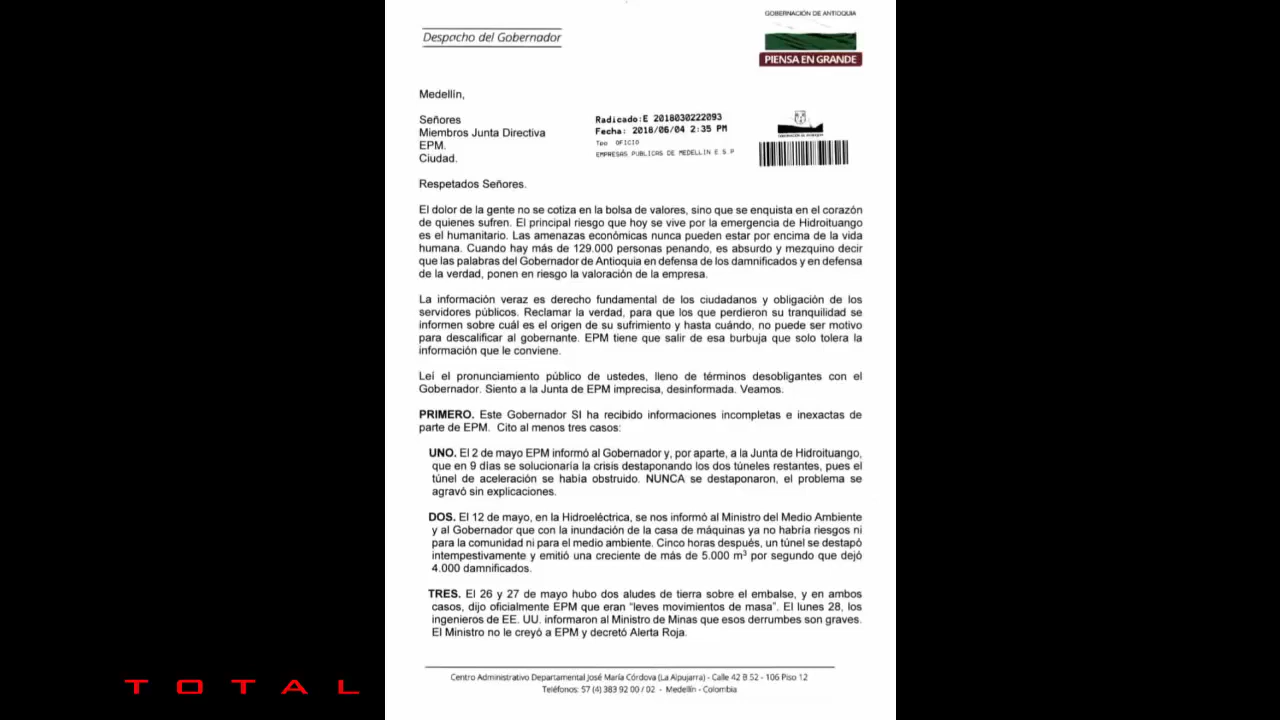 GOBERNACIÓN DE ANTIOQUIA
Despacho del Gobernador
PIENSA EN GRANDE
Medellín,
Señores
Miembros Junta Directiva
EPM.
Ciudad.
Radicado:E 2018030222093
Fecha: 2018/06/04 2:35 PM
Tpo OFICIO
EMPRESAS PUBLICAS DE MEDELLIN E S P
Respetados Señores.
El dolor de la gente no se cotiza en la bolsa de valores, sino que se enquista en el corazón
de quienes sufren. El principal riesgo que hoy se vive por la emergencia de Hidroituango
es el humanitario. Las amenazas económicas nunca pueden estar por encima de la vida
humana. Cuando hay más de 129.000 personas penando, es absurdo y mezquino decir
que las palabras del Gobernador de Antioquia en defensa de los damnificados y en defensa
de la verdad, ponen en riesgo la valoración de la empresa.
La información veraz es derecho fundamental de los ciudadanos y obligación de los
servidores públicos. Reclamar la verdad, para que los que perdieron su tranquilidad se
informen sobre cuál es el origen de su sufrimiento y hasta cuándo, no puede ser motivo
para descalificar al gobernante. EPM tiene que salir de esa burbuja que solo tolera la
información que le conviene.
Leí el pronunciamiento público de ustedes, lleno de términos desobligantes con el
Gobernador. Siento a la Junta de EPM imprecisa, desinformada. Veamos.
PRIMERO. Este Gobernador SI ha recibido informaciones incompletas e inexactas de
parte de EPM. Cito al menos tres casos:
UNO. El 2 de mayo EPM informó al Gobernador y, por aparte, a la Junta de Hidroituango,
que en 9 días se solucionaría la crisis destaponando los dos túneles restantes, pues el
túnel de aceleración se había obstruido. NUNCA se destaponaron, el problema se
agravó sin explicaciones.
DOS. El 12 de mayo, en la Hidroeléctrica, se nos informó al Ministro del Medio Ambiente
y al Gobernador que con la inundación de la casa de máquinas ya no habría riesgos ni
para la comunidad ni para el medio ambiente. Cinco horas después, un túnel se destapó
intempestivamente y emitió una creciente de más de 5.000 m³ por segundo que dejó
4.000 damnificados.
TRES. El 26 y 27 de mayo hubo dos aludes de tierra sobre el embalse, y en ambos
casos, dijo oficialmente EPM que eran “leves movimientos de masa”. El lunes 28, los
ingenieros de EE. UU. informaron al Ministro de Minas que esos derrumbes son graves.
El Ministro no le creyó a EPM y decretó Alerta Roja.
Centro Administrativo Departamental José María Córdova (La Alpujarra) - Calle 42 B 52 - 106 Piso 12
Teléfonos: 57 (4) 383 92 00 / 02 - Medellín - Colombia
TOTAL